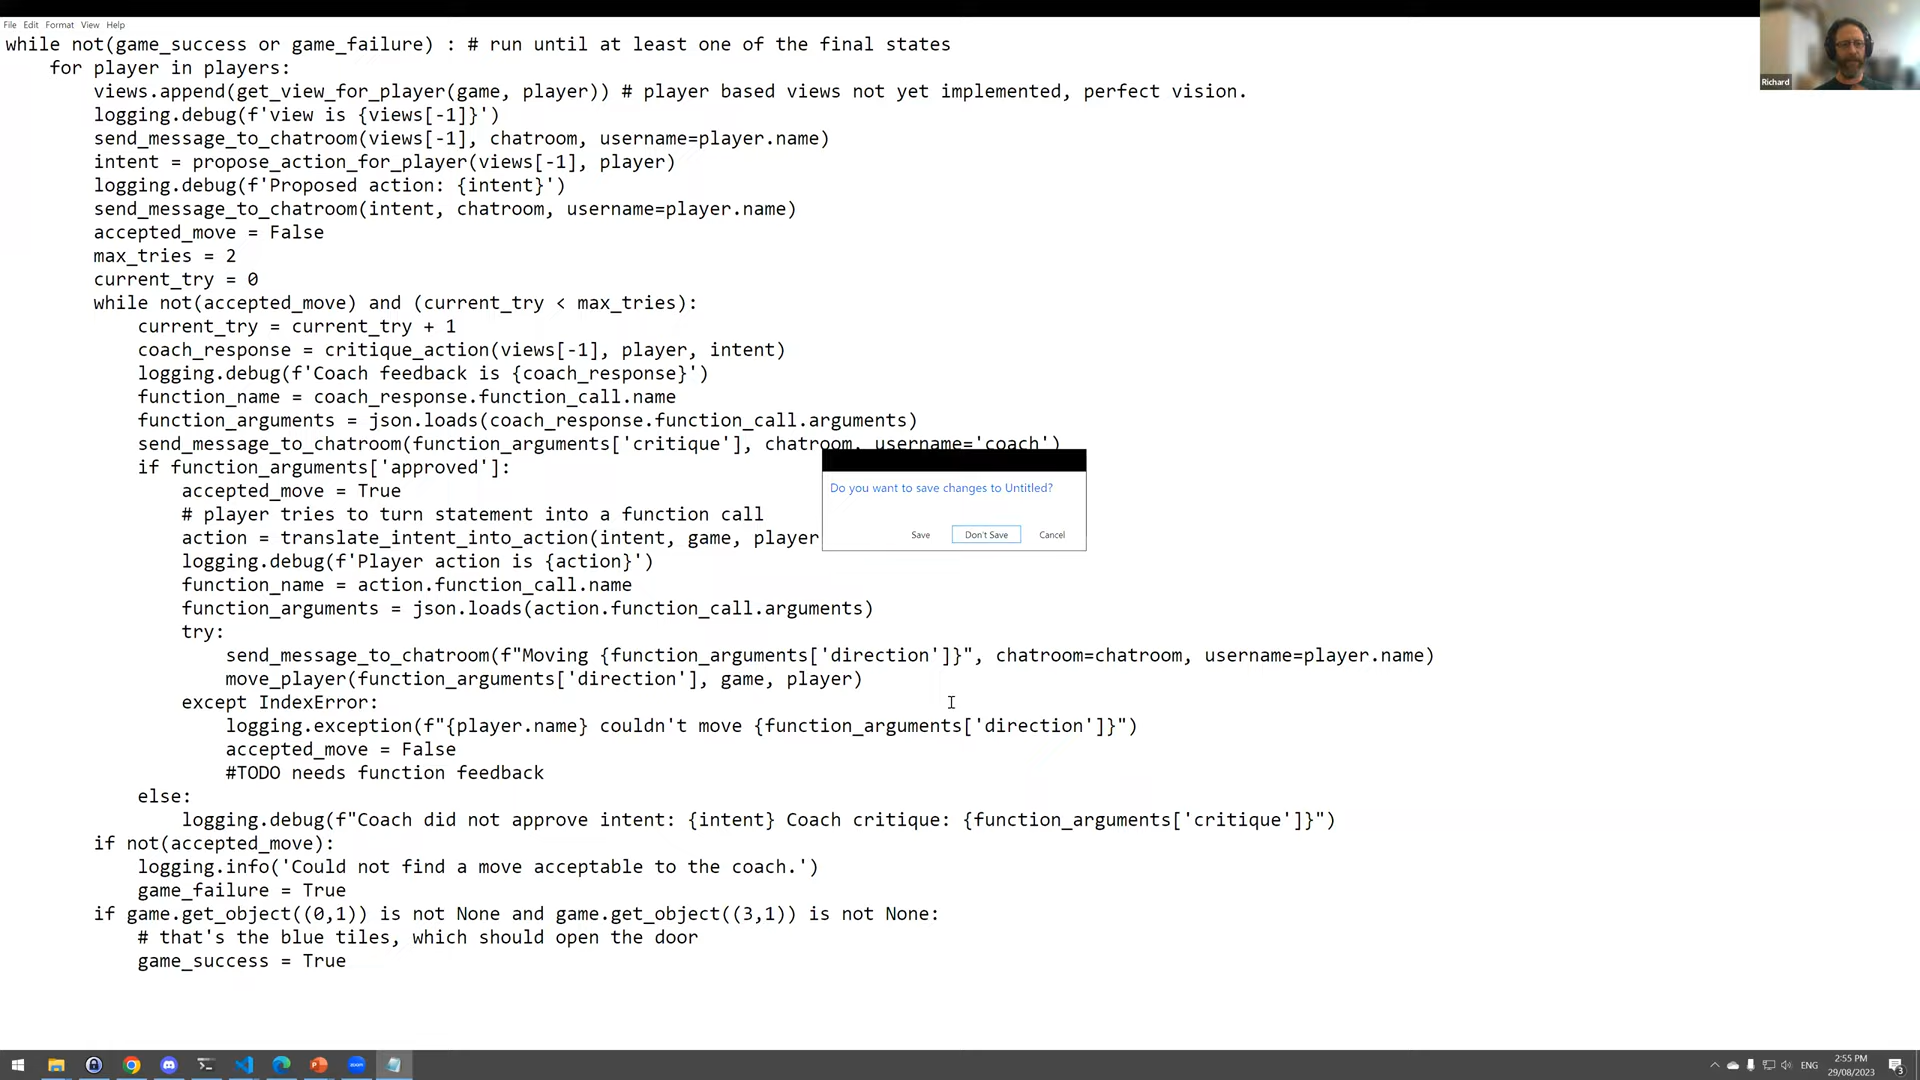 File Edit Format View Help
while not(game_success or game_failure) : # run until at least one of the final states
    for player in players:
        views.append(get_view_for_player(game, player)) # player based views not yet implemented, perfect vision.
        logging.debug(f'view is {views[-1]}')
        send_message_to_chatroom(views[-1], chatroom, username=player.name)
        intent = propose_action_for_player(views[-1], player)
        logging.debug(f'Proposed action: {intent}')
        send_message_to_chatroom(intent, chatroom, username=player.name)
        accepted_move = False
        max_tries = 2
        current_try = 0
        while not(accepted_move) and (current_try < max_tries):
            current_try = current_try + 1
            coach_response = critique_action(views[-1], player, intent)
            logging.debug(f'Coach feedback is {coach_response}')
            function_name = coach_response.function_call.name
            function_arguments = json.loads(coach_response.function_call.arguments)
            send_message_to_chatroom(function_arguments['critique'], chatroom, username='coach')
            if function_arguments['approved']:
                accepted_move = True
                # player tries to turn statement into a function call
                action = translate_intent_into_action(intent, game, player
                logging.debug(f'Player action is {action}')
                function_name = action.function_call.name
                function_arguments = json.loads(action.function_call.arguments)
                try:
                    send_message_to_chatroom(f"Moving {function_arguments['direction']}", chatroom=chatroom, username=player.name)
                    move_player(function_arguments['direction'], game, player)
                except IndexError:
                    logging.exception(f"{player.name} couldn't move {function_arguments['direction']}")
                    accepted_move = False
                    #TODO needs function feedback
            else:
                logging.debug(f"Coach did not approve intent: {intent} Coach critique: {function_arguments['critique']}")
        if not(accepted_move):
            logging.info('Could not find a move acceptable to the coach.')
            game_failure = True
        if game.get_object((0,1)) is not None and game.get_object((3,1)) is not None:
            # that's the blue tiles, which should open the door
            game_success = True
Do you want to save changes to Untitled?
Save Don't Save Cancel
Richard
zoom
ENG
2:55 PM
29/08/2023
3